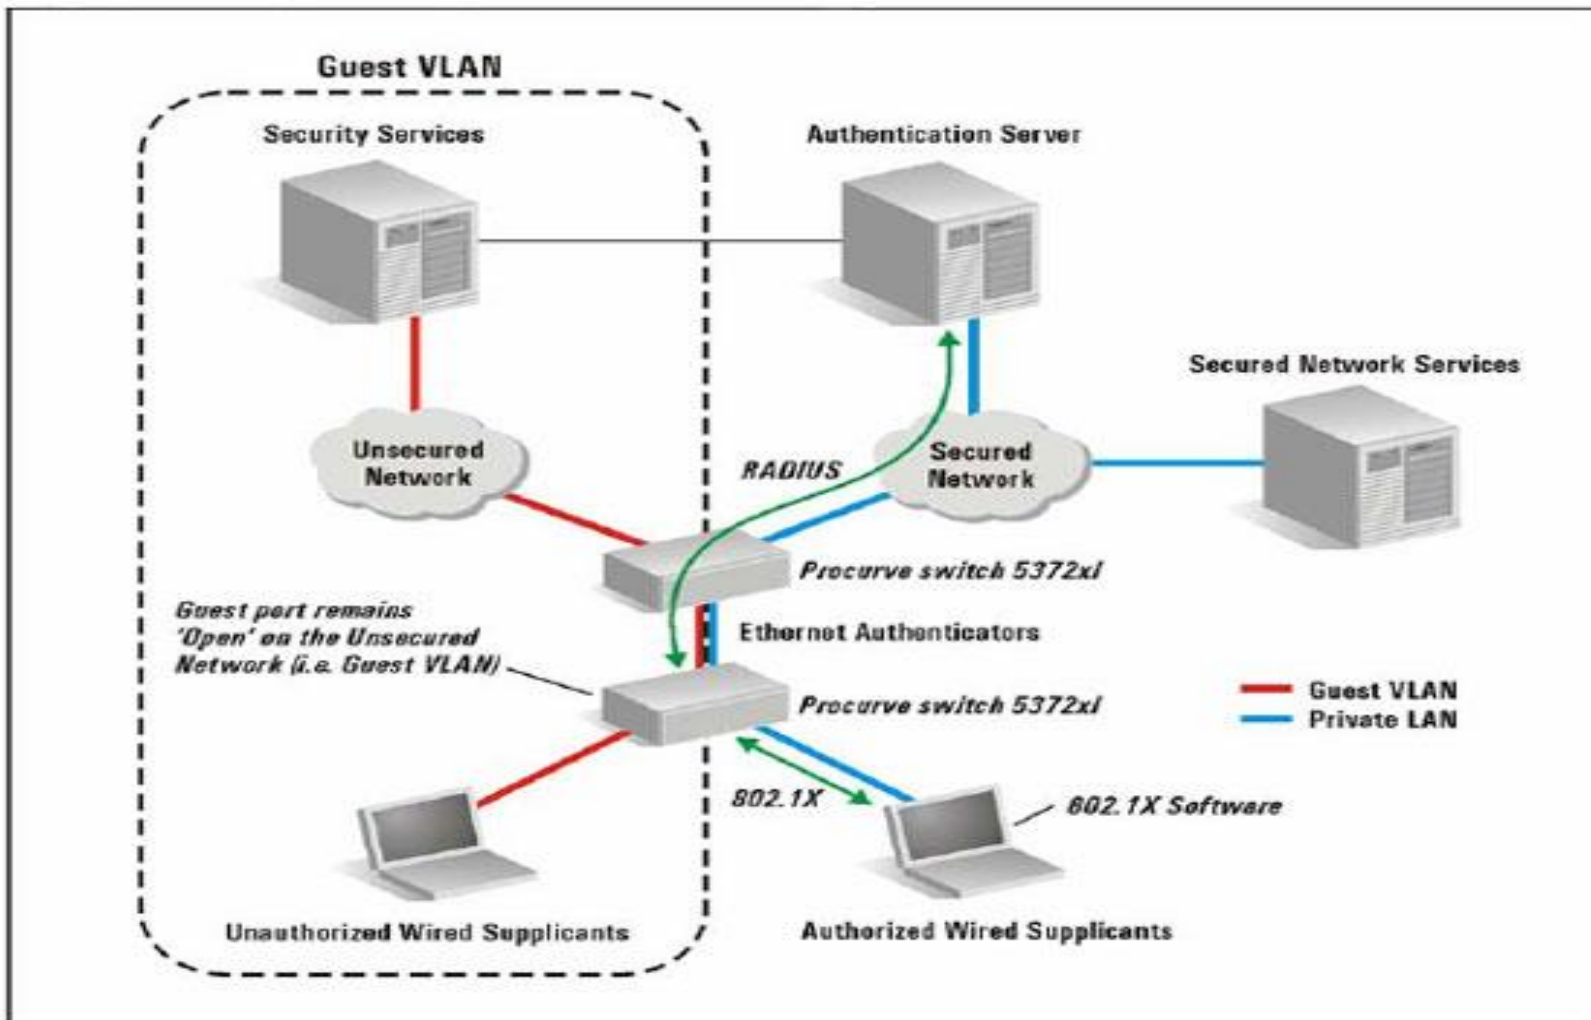 Guest VLAN
Security Services
Authentication Server
Secured Network Services
Unsecured
Network
RADIUS
Secured
Network
Procurve switch 5372xl
Guest port remains
'Open' on the Unsecured
Network (i.e. Guest VLAN)
Ethernet Authenticators
Procurve switch 5372xl
Guest VLAN
Private LAN
802.1X
802.1X Software
Unauthorized Wired Supplicants
Authorized Wired Supplicants